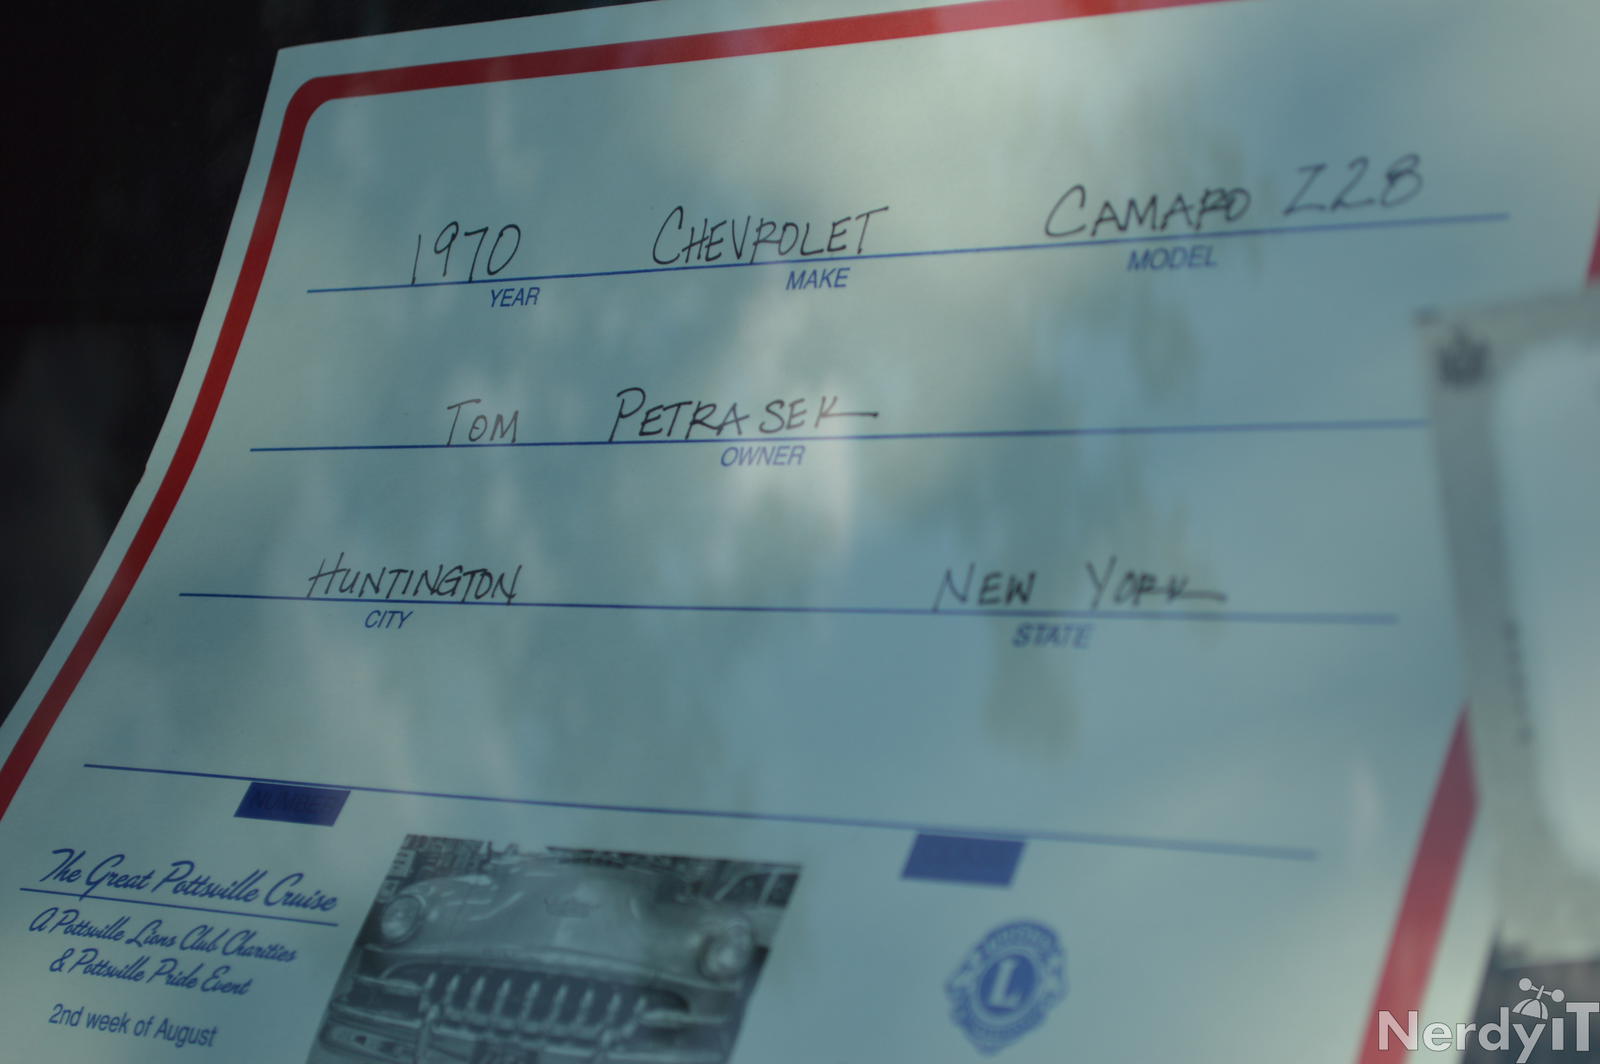 1970 CHEVROLET CAMARO Z28
YEAR MAKE MODEL
TOM PETRASEK
OWNER
HUNTINGTON NEW YORK
CITY STATE
NUMBER
The Great Pottsville Cruise
A Pottsville Lions Club Charities
& Pottsville Pride Event
2nd week of August
L
NerdyiT